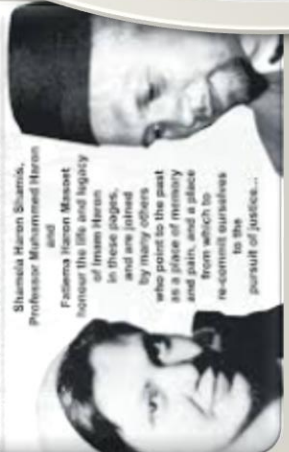 Shamela Haron Shamis,
Professor Muhammed Haron
and
Fatiema Haron Masoet
honour the life and legacy
of Imam Haron
in these pages,
and are joined
by many others
who point to the past
as a place of memory
and pain, and a place
from which to
re-commit ourselves
to the
pursuit of justice...